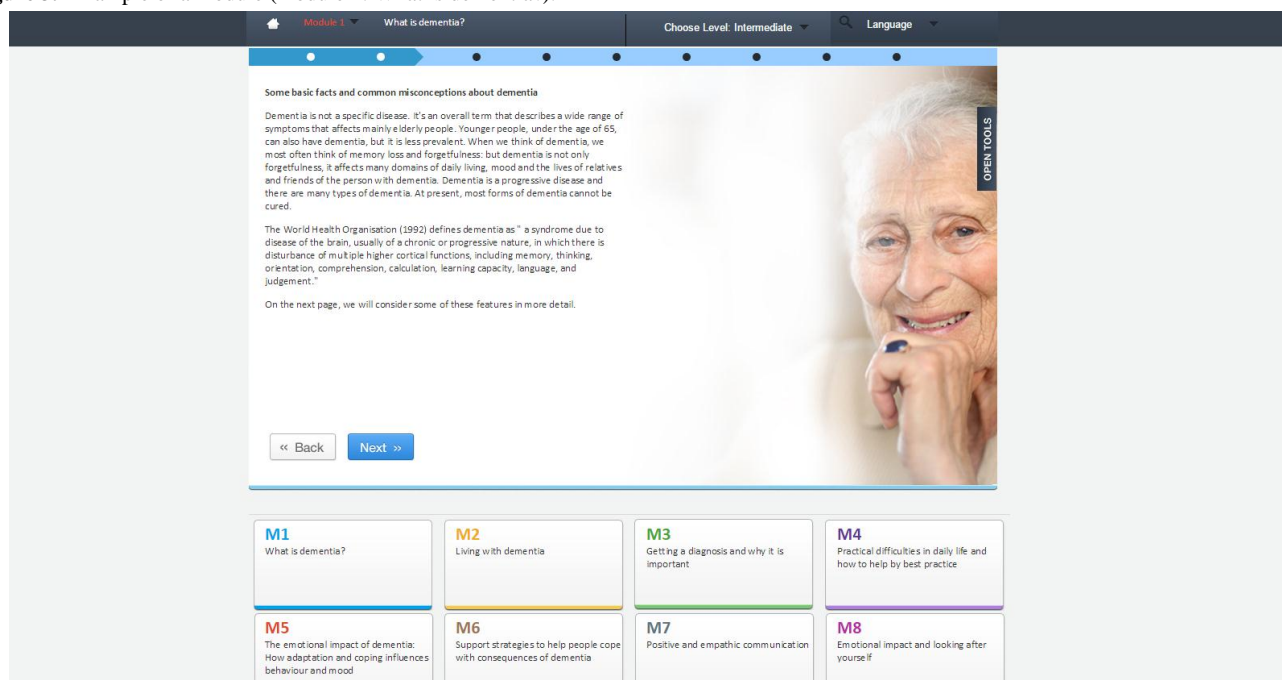 Module 1 What is dementia? Choose Level: Intermediate Language
OPEN TOOLS
Some basic facts and common misconceptions about dementia
Dementia is not a specific disease. It's an overall term that describes a wide range of
symptoms that affects mainly elderly people. Younger people, under the age of 65,
can also have dementia, but it is less prevalent. When we think of dementia, we
most often think of memory loss and forgetfulness: but dementia is not only
forgetfulness, it affects many domains of daily living, mood and the lives of relatives
and friends of the person with dementia. Dementia is a progressive disease and
there are many types of dementia. At present, most forms of dementia cannot be
cured.
The World Health Organisation (1992) defines dementia as " a syndrome due to
disease of the brain, usually of a chronic or progressive nature, in which there is
disturbance of multiple higher cortical functions, including memory, thinking,
orientation, comprehension, calculation, learning capacity, language, and
judgement."
On the next page, we will consider some of these features in more detail.
« Back Next »
M1
What is dementia?
M2
Living with dementia
M3
Getting a diagnosis and why it is
important
M4
Practical difficulties in daily life and
how to help by best practice
M5
The emotional impact of dementia:
How adaptation and coping influences
behaviour and mood
M6
Support strategies to help people cope
with consequences of dementia
M7
Positive and empathic communication
M8
Emotional impact and looking after
yourself